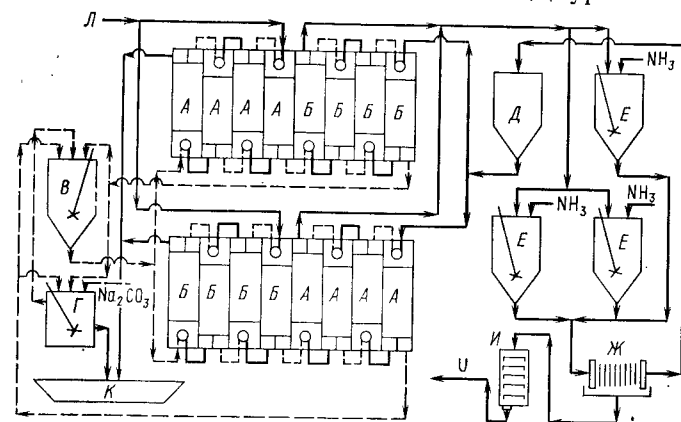 Л
NH₃
А А А А Б Б Б Б
Д
Е
В
NH₃
NH₃
Е
Е
Б Б Б Б А А А А
Na₂CO₃
Г
И
Ж
U
К